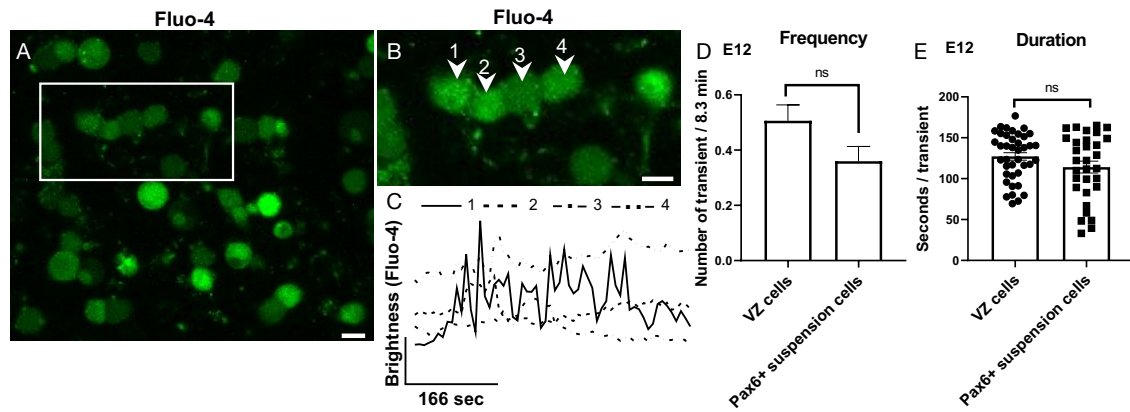 Fluo-4
A
Fluo-4
B
1
2
3
4
C
1 2 3 4
Brightness (Fluo-4)
166 sec
D E12 Frequency
ns
Number of transient / 8.3 min
0.6
0.4
0.2
0.0
VZ cells
Pax6+ suspension cells
E E12 Duration
ns
Seconds / transient
200
150
100
50
0
VZ cells
Pax6+ suspension cells